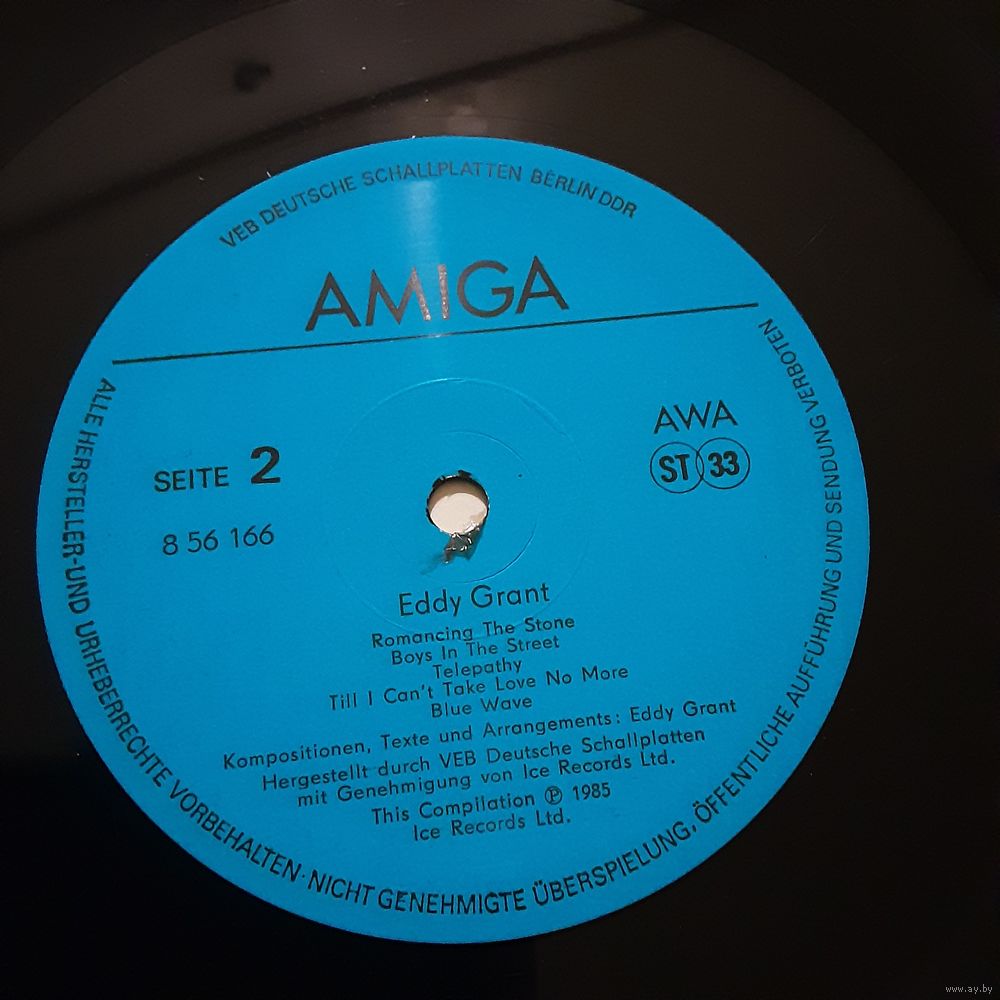 VEB DEUTSCHE SCHALLPLATTEN BERLIN DDR
AMIGA
AWA
ST 33
SEITE 2
8 56 166
Eddy Grant
Romancing The Stone
Boys In The Street
Telepathy
Till I Can't Take Love No More
Blue Wave
Kompositionen, Texte und Arrangements: Eddy Grant
Hergestellt durch VEB Deutsche Schallplatten
mit Genehmigung von Ice Records Ltd.
This Compilation ℗ 1985
Ice Records Ltd.
ALLE HERSTELLER-UND URHEBERRECHTE VORBEHALTEN·NICHT GENEHMIGTE ÜBERSPIELUNG, ÖFFENTLICHE AUFFÜHRUNG UND SENDUNG VERBOTEN
www.ay.by